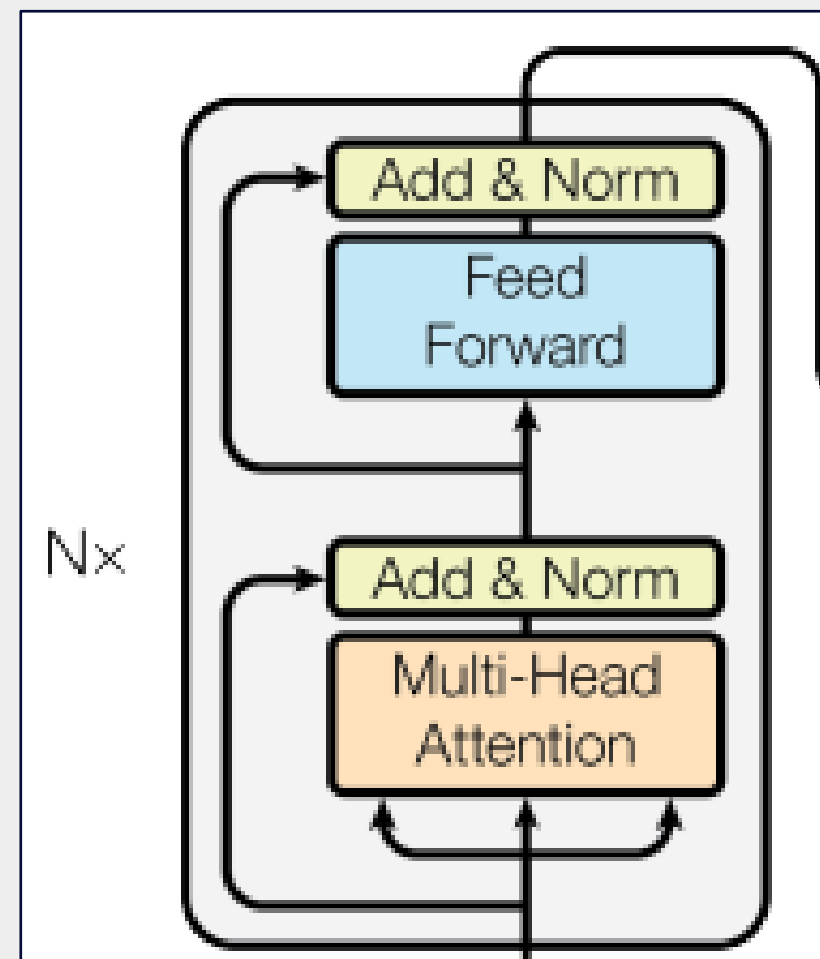 Add & Norm
Feed
Forward
Nx
Add & Norm
Multi-Head
Attention